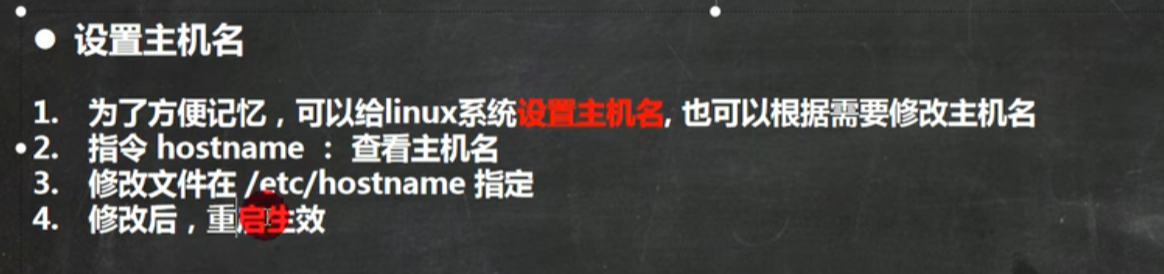 ● 设置主机名
1. 为了方便记忆，可以给linux系统设置主机名, 也可以根据需要修改主机名
2. 指令 hostname ： 查看主机名
3. 修改文件在 /etc/hostname 指定
4. 修改后，重启生效